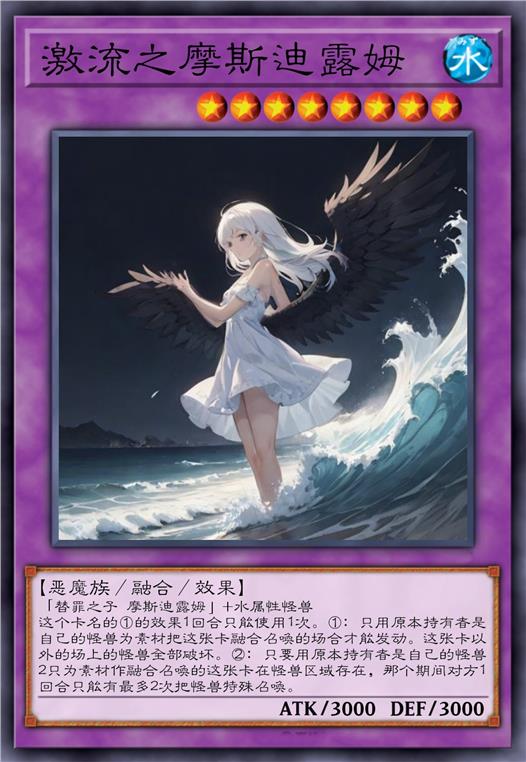 激流之摩斯迪露姆
みず
水
【恶魔族／融合／效果】
「替罪之子 摩斯迪露姆」+水属性怪兽
这个卡名的①的效果1回合只能使用1次。①：只用原本持有者是
自己的怪兽为素材把这张卡融合召唤的场合才能发动。这张卡以
外的场上的怪兽全部破坏。②：只要用原本持有者是自己的怪兽
2只为素材作融合召唤的这张卡在怪兽区域存在，那个期间对方1
回合只能有最多2次把怪兽特殊召唤。
ATK/3000 DEF/3000